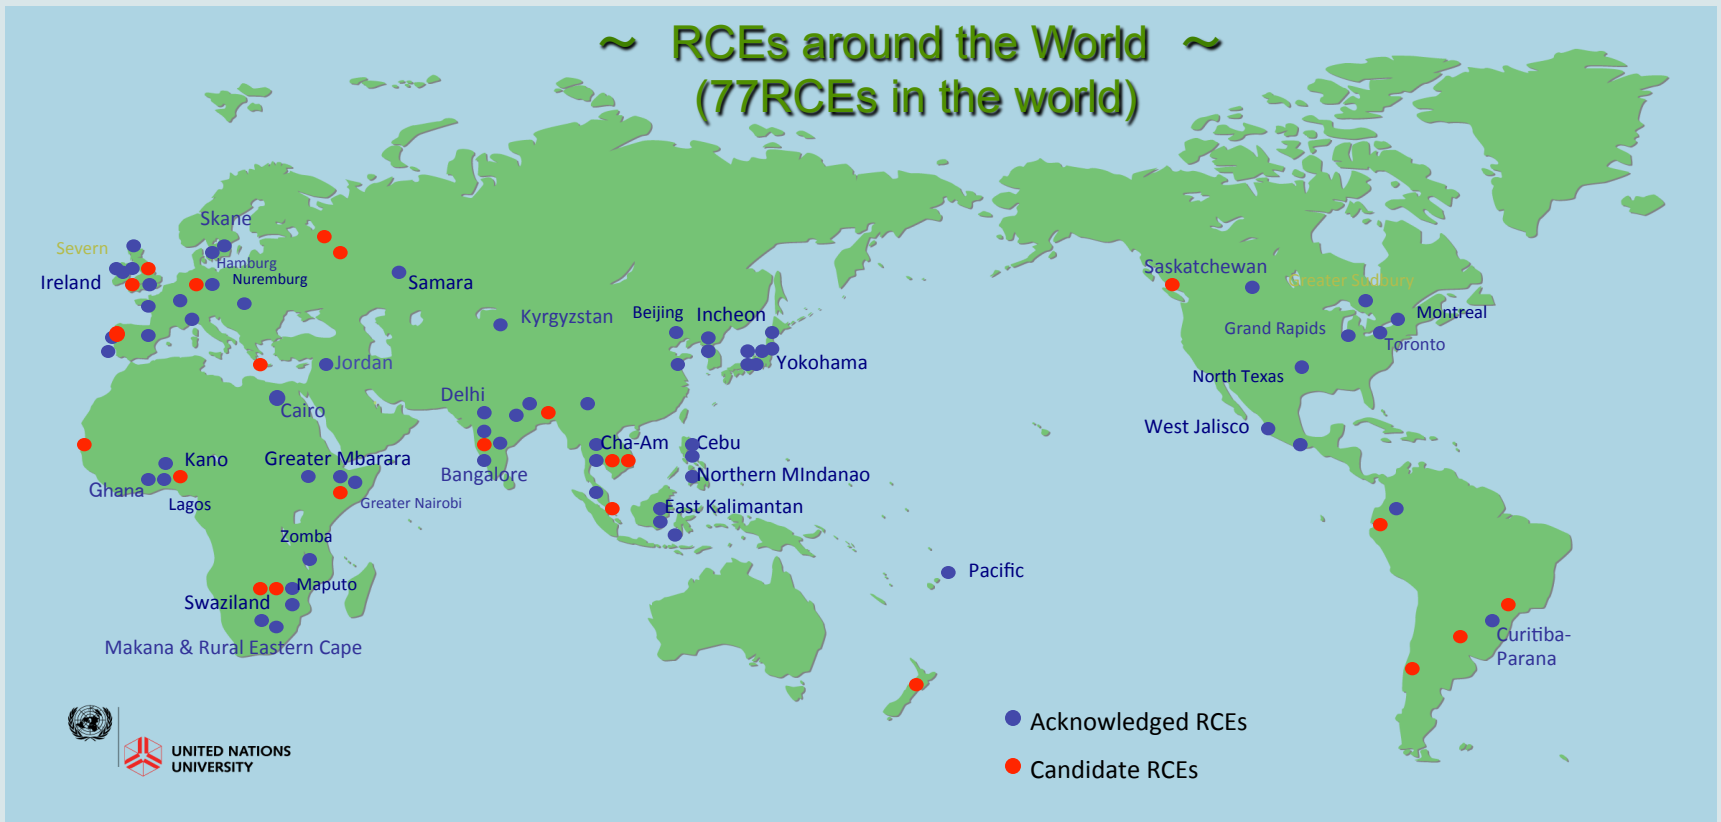 ～ RCEs around the World ～
(77RCEs in the world)
Skane
Severn
Hamburg
Ireland
Nuremburg
Samara
Kyrgyzstan
Beijing
Incheon
Yokohama
Jordan
Cairo
Delhi
Bangalore
Cha-Am
Cebu
Northern MIndanao
East Kalimantan
Kano
Greater Mbarara
Ghana
Lagos
Greater Nairobi
Zomba
Maputo
Swaziland
Makana & Rural Eastern Cape
Pacific
Saskatchewan
Greater Sudbury
Montreal
Grand Rapids
Toronto
North Texas
West Jalisco
Curitiba-
Parana
Acknowledged RCEs
Candidate RCEs
UNITED NATIONS
UNIVERSITY